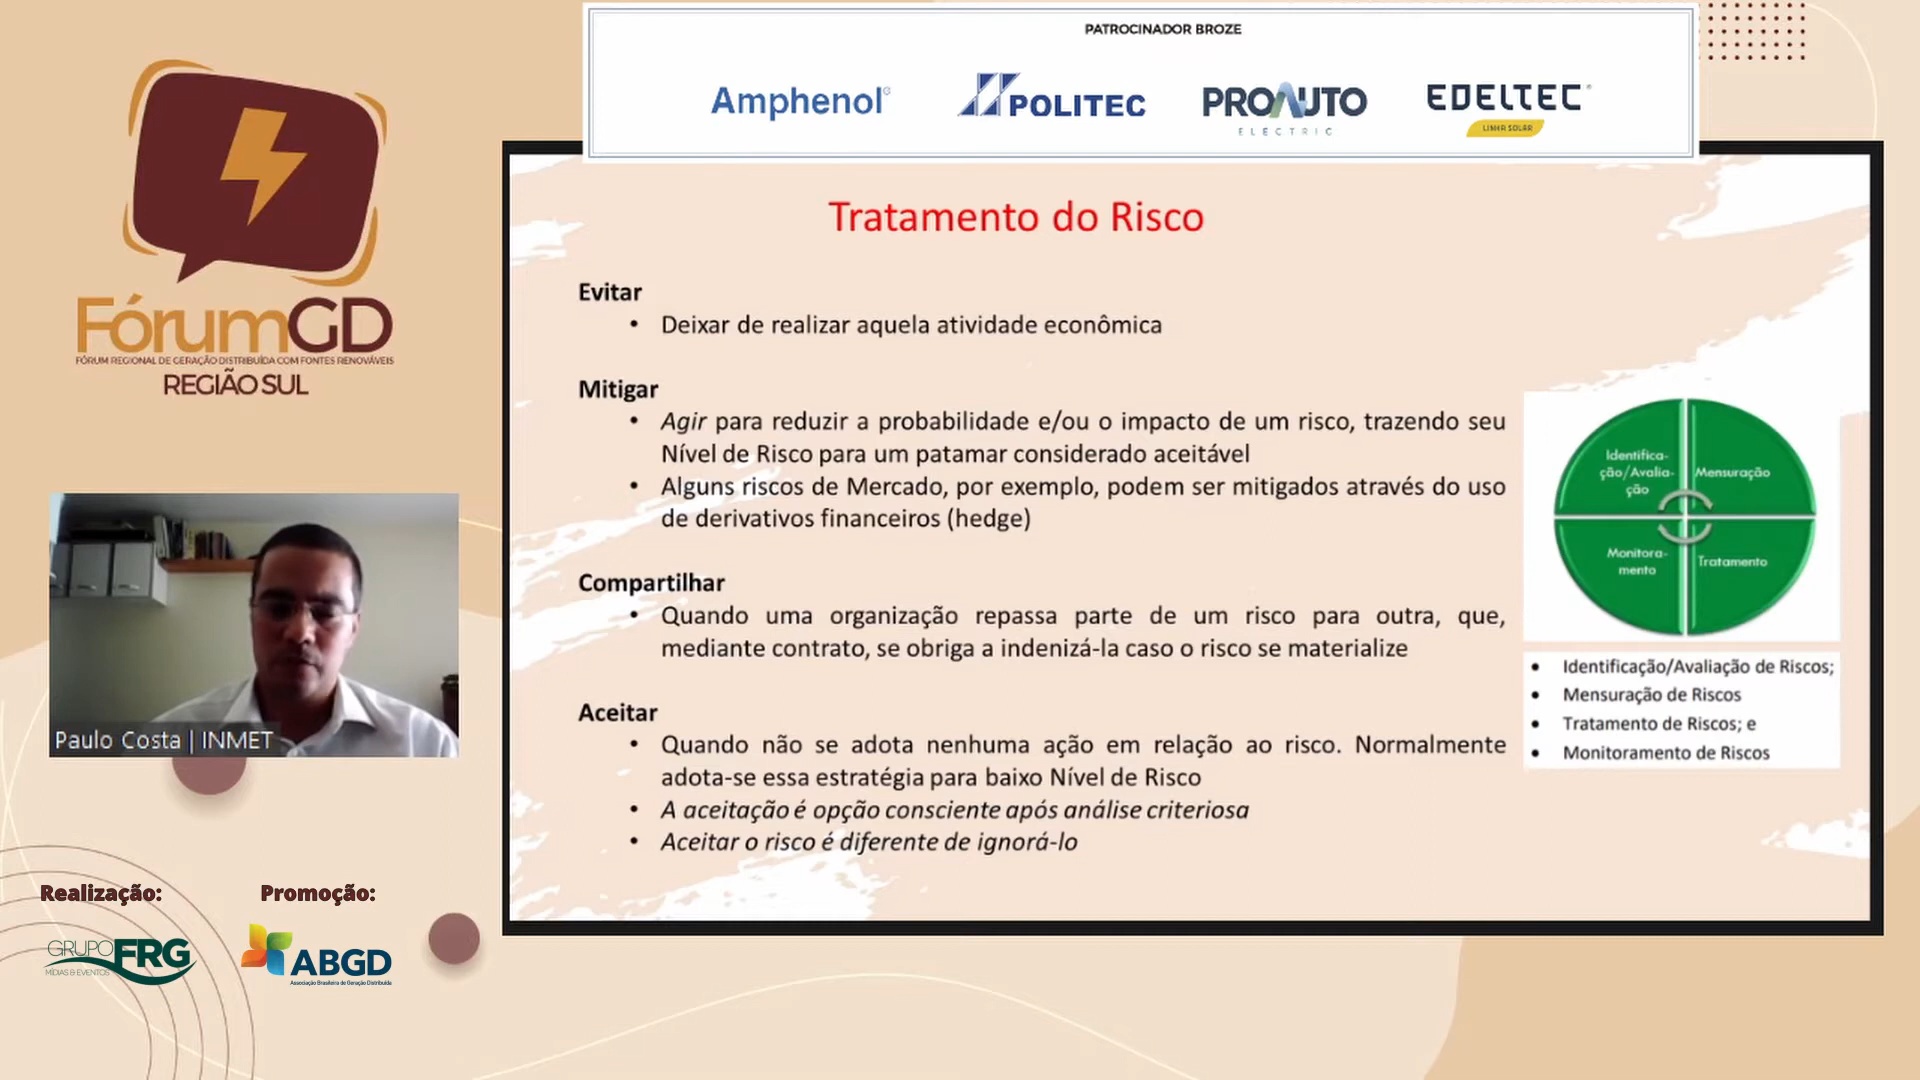 PATROCINADOR BROZE
Amphenol
POLITEC
PROAUTO
ELECTRIC
EDELTEC
LINHA SOLAR
FórumGD
FÓRUM REGIONAL DE GERAÇÃO DISTRIBUÍDA COM FONTES RENOVÁVEIS
REGIÃO SUL
Tratamento do Risco
Evitar
• Deixar de realizar aquela atividade econômica
Mitigar
• Agir para reduzir a probabilidade e/ou o impacto de um risco, trazendo seu
Nível de Risco para um patamar considerado aceitável
• Alguns riscos de Mercado, por exemplo, podem ser mitigados através do uso
de derivativos financeiros (hedge)
Compartilhar
• Quando uma organização repassa parte de um risco para outra, que,
mediante contrato, se obriga a indenizá-la caso o risco se materialize
Aceitar
• Quando não se adota nenhuma ação em relação ao risco. Normalmente
adota-se essa estratégia para baixo Nível de Risco
• A aceitação é opção consciente após análise criteriosa
• Aceitar o risco é diferente de ignorá-lo
Identifica-
ção/Avalia-
ção
Mensuração
Monitora-
mento
Tratamento
• Identificação/Avaliação de Riscos;
• Mensuração de Riscos
• Tratamento de Riscos; e
• Monitoramento de Riscos
Paulo Costa | INMET
Realização:
Promoção:
GRUPO FRG
MÍDIAS & EVENTOS
ABGD
Associação Brasileira de Geração Distribuída